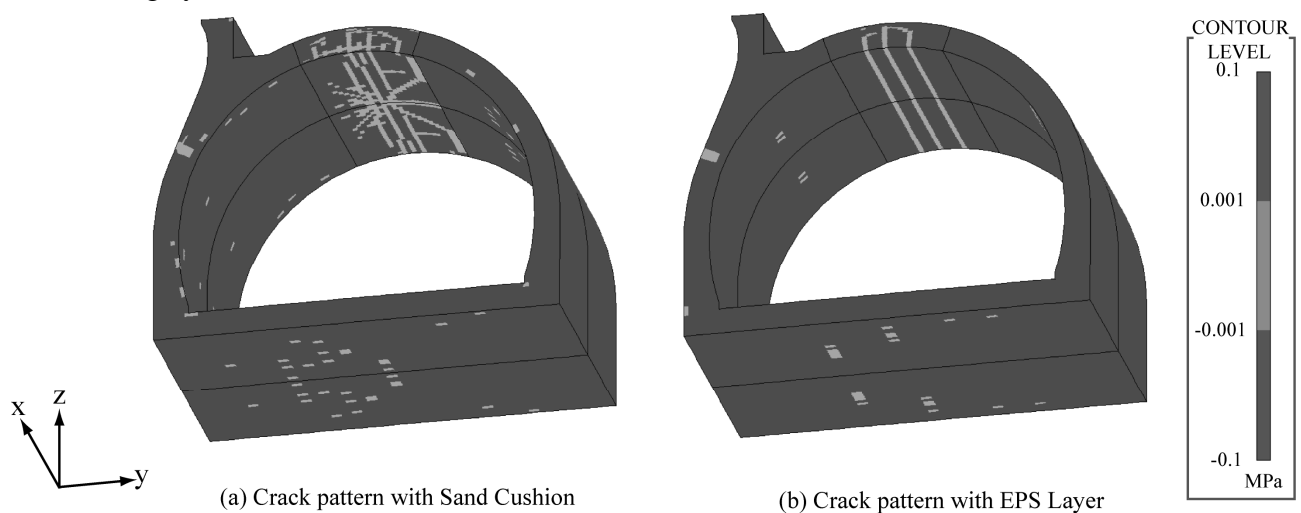 CONTOUR
LEVEL
0.1
0.001
-0.001
-0.1
MPa
x
z
y
(a) Crack pattern with Sand Cushion
(b) Crack pattern with EPS Layer